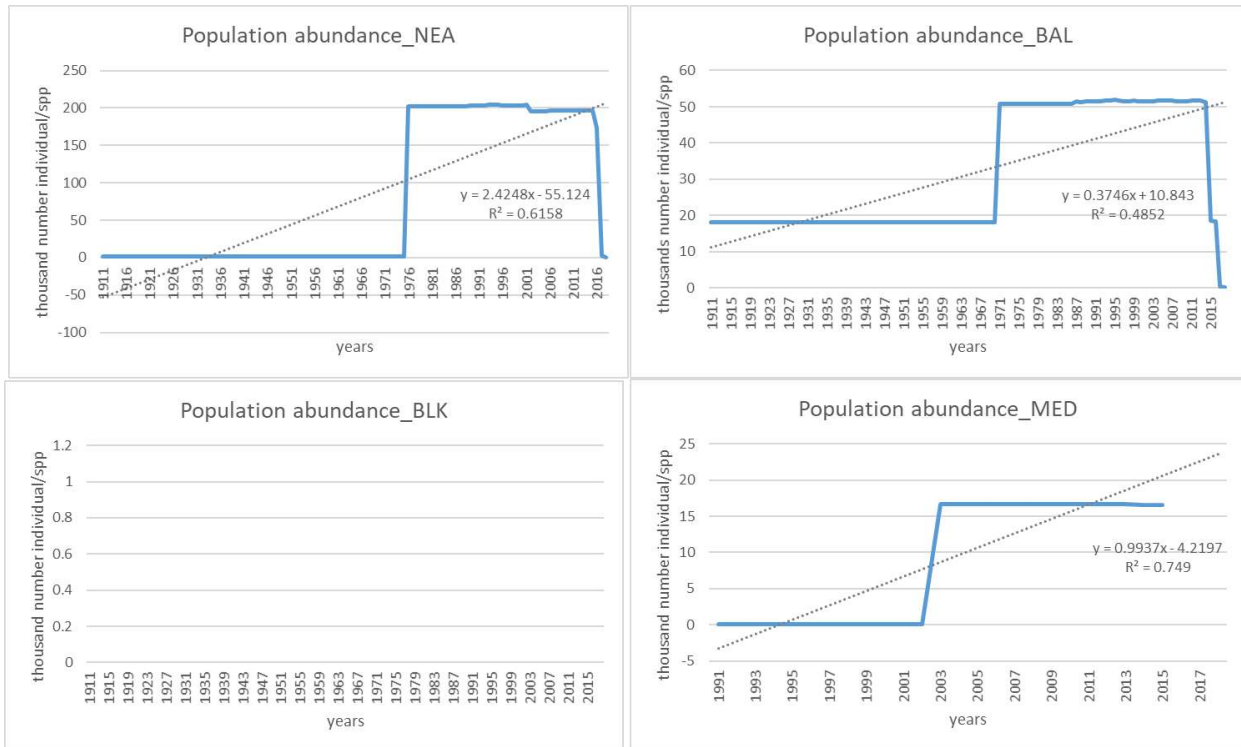 Population abundance_NEA
thousand number individual/spp
250
200
150
100
50
0
-50
-100
y = 2.4248x - 55.124
R² = 0.6158
1911 1916 1921 1926 1931 1936 1941 1946 1951 1956 1961 1966 1971 1976 1981 1986 1991 1996 2001 2006 2011 2016
years
Population abundance_BAL
thousands number individual/spp
60
50
40
30
20
10
0
y = 0.3746x + 10.843
R² = 0.4852
1911 1915 1919 1923 1927 1931 1935 1939 1943 1947 1951 1955 1959 1963 1967 1971 1975 1979 1983 1987 1991 1995 1999 2003 2007 2011 2015
years
Population abundance_BLK
thousand number individual/spp
1.2
1
0.8
0.6
0.4
0.2
0
1911 1915 1919 1923 1927 1931 1935 1939 1943 1947 1951 1955 1959 1963 1967 1971 1975 1979 1983 1987 1991 1995 1999 2003 2007 2011 2015
years
Population abundance_MED
thousand number individual/spp
25
20
15
10
5
0
-5
y = 0.9937x - 4.2197
R² = 0.749
1991 1993 1995 1997 1999 2001 2003 2005 2007 2009 2011 2013 2015 2017
years